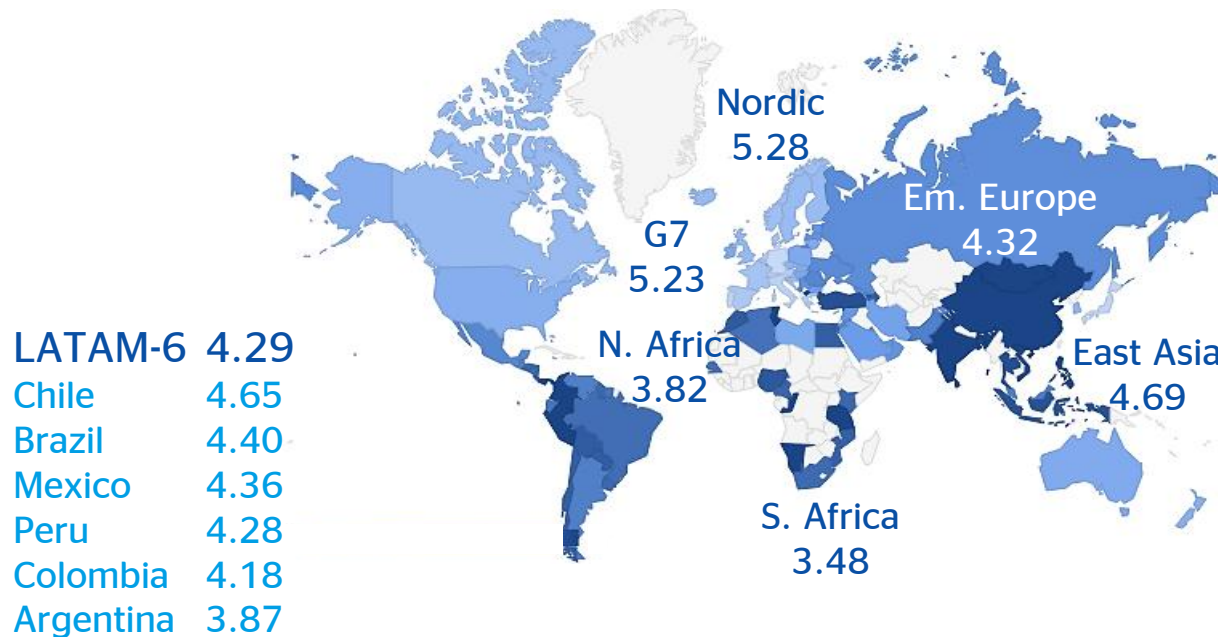 Nordic
5.28
Em. Europe
4.32
G7
5.23
LATAM-6 4.29
N. Africa
3.82
East Asia
4.69
Chile 4.65
Brazil 4.40
Mexico 4.36
Peru 4.28
Colombia 4.18
Argentina 3.87
S. Africa
3.48